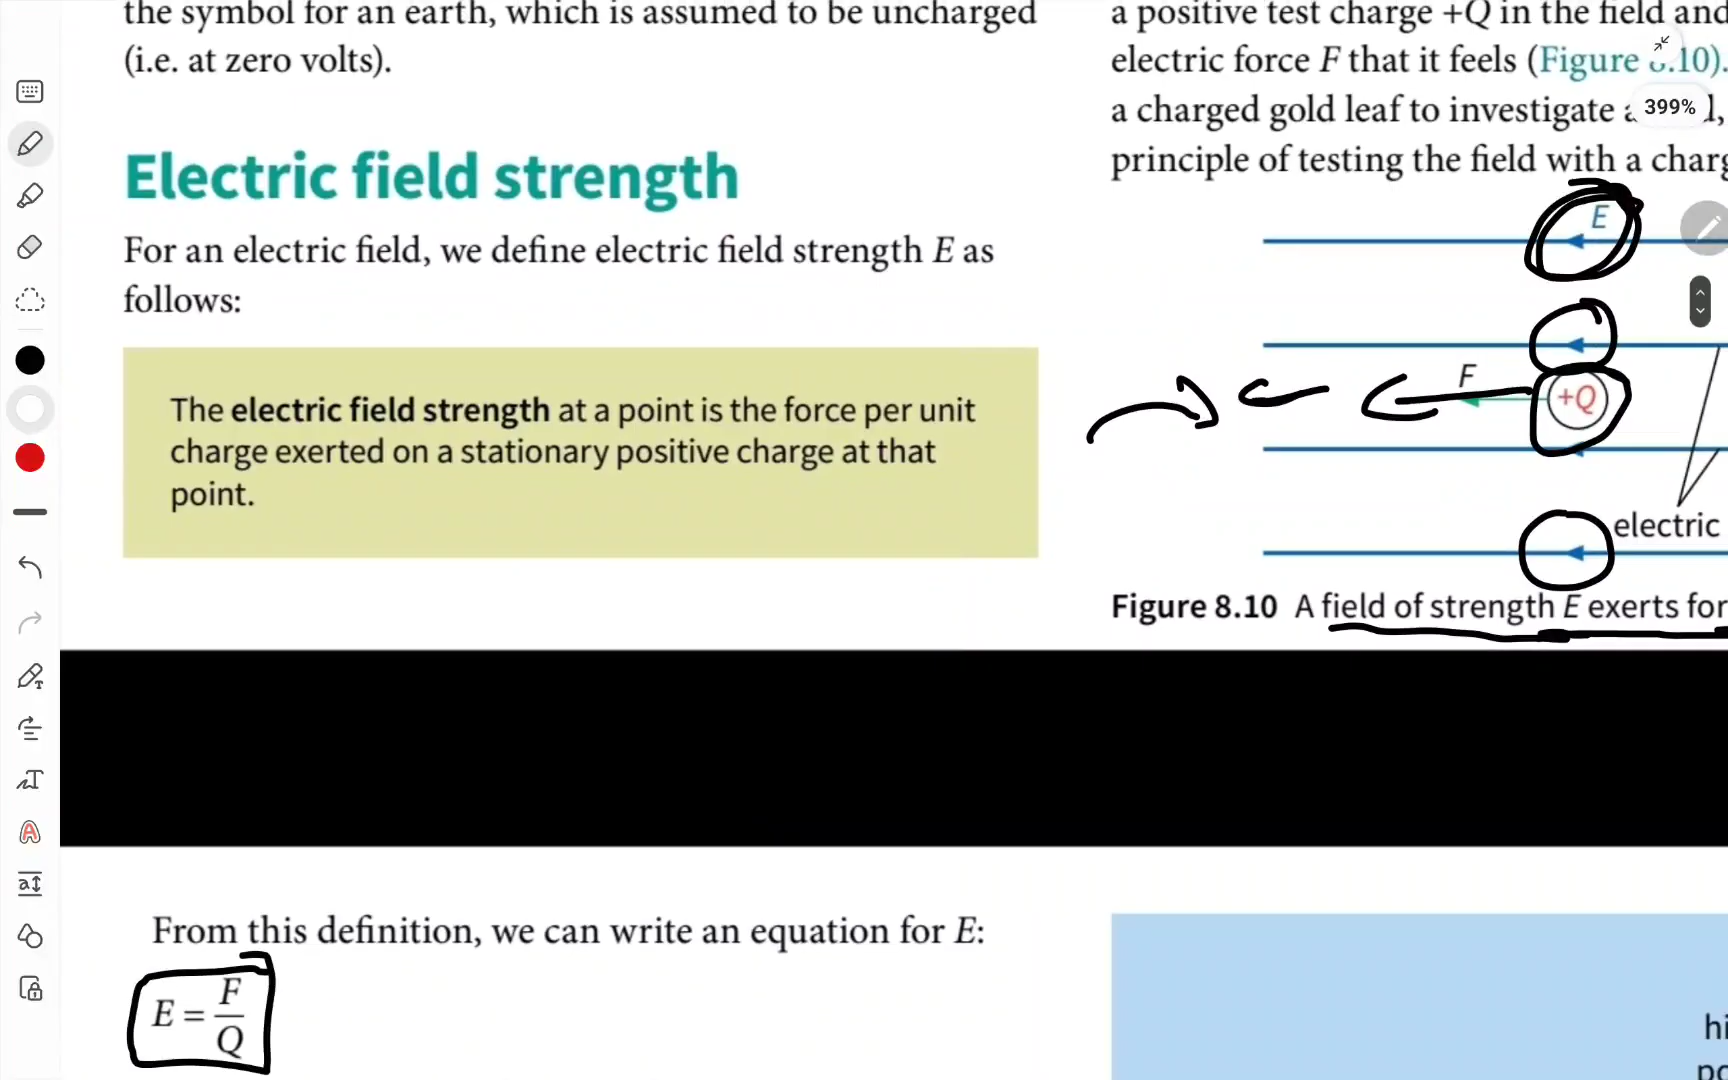 the symbol for an earth, which is assumed to be uncharged
(i.e. at zero volts).
Electric field strength
For an electric field, we define electric field strength E as
follows:
The electric field strength at a point is the force per unit
charge exerted on a stationary positive charge at that
point.
a positive test charge +Q in the field and
electric force F that it feels (Figure 8.10).
a charged gold leaf to investigate a
399%
principle of testing the field with a
E
F
+Q
electric
Figure 8.10 A field of strength E exerts
From this definition, we can write an equation for E:
E = F/Q